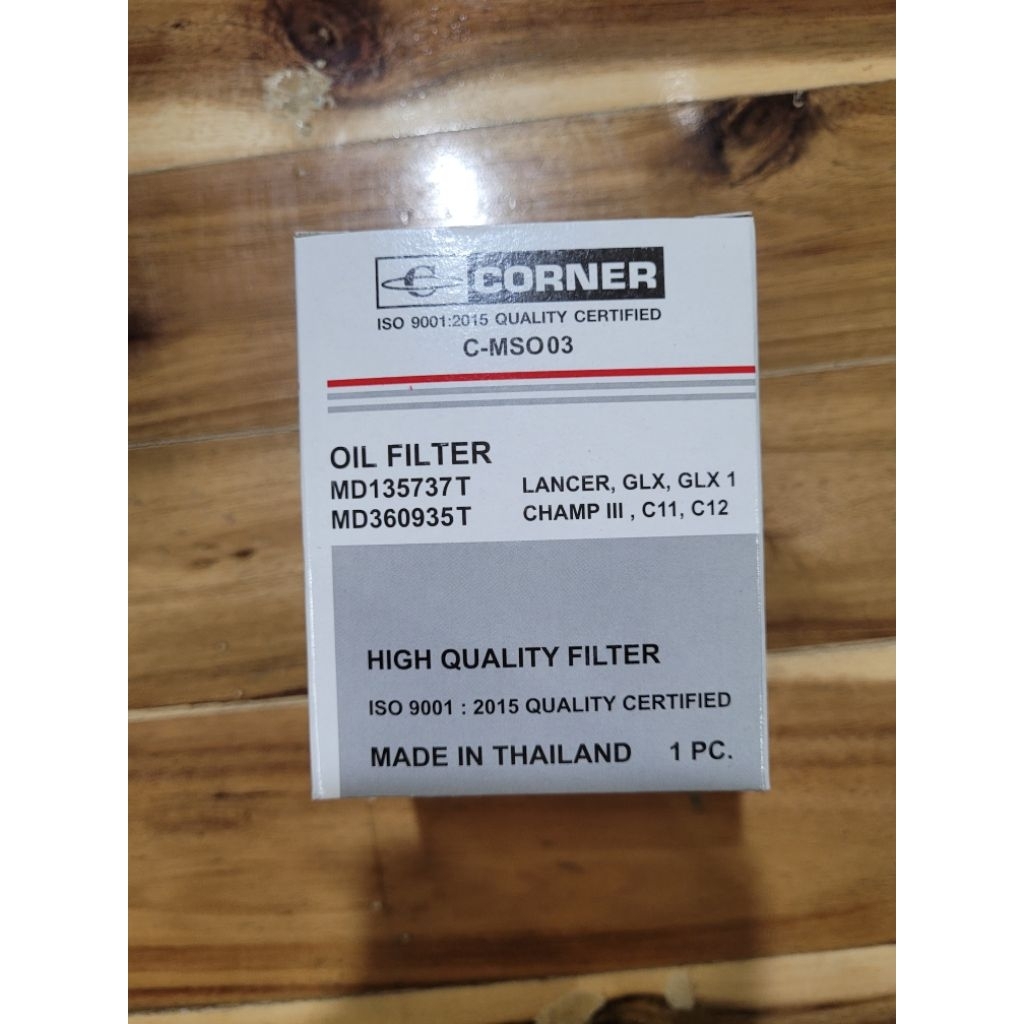 C CORNER
ISO 9001:2015 QUALITY CERTIFIED
C-MSO03
OIL FILTER
MD135737T LANCER, GLX, GLX 1
MD360935T CHAMP III , C11, C12
HIGH QUALITY FILTER
ISO 9001 : 2015 QUALITY CERTIFIED
MADE IN THAILAND 1 PC.